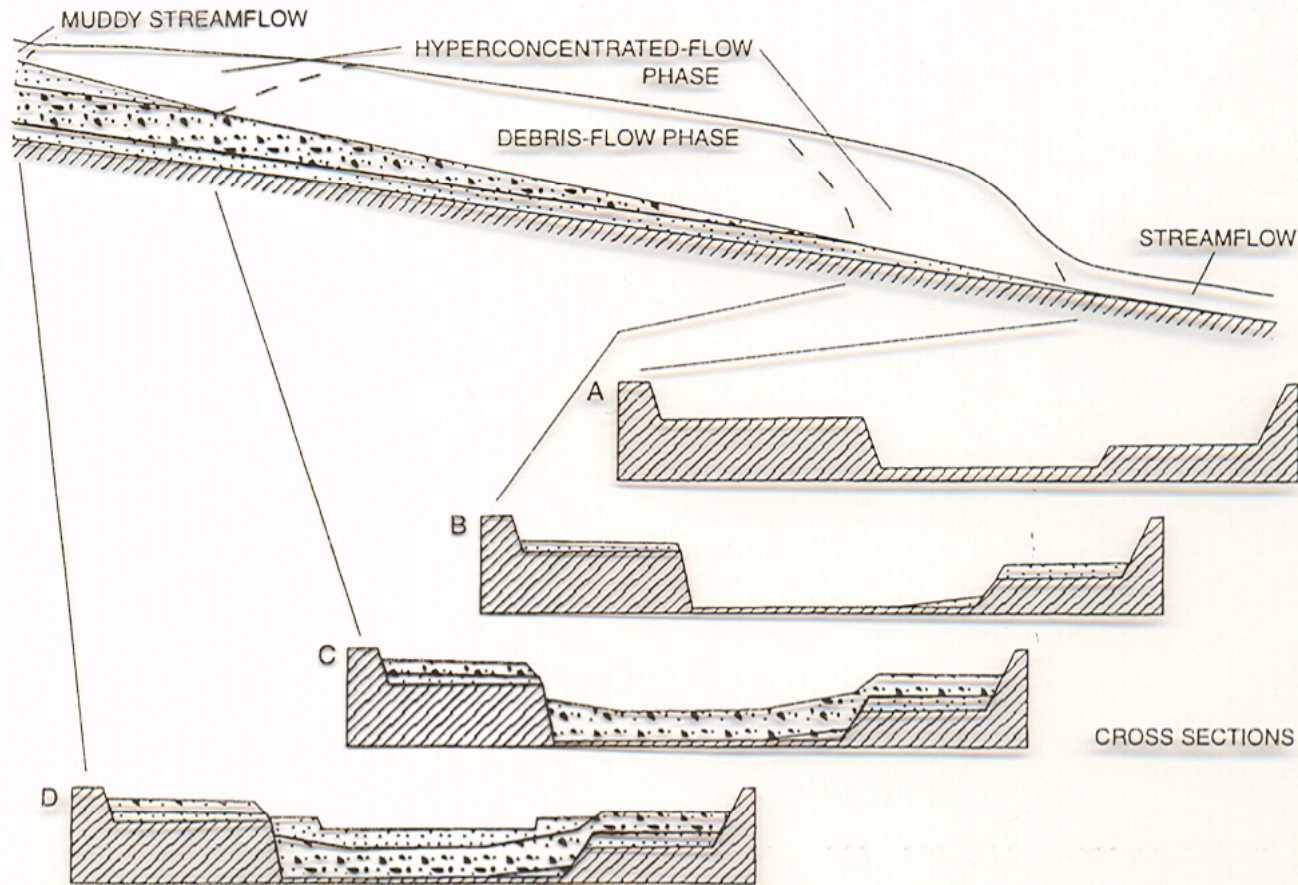 MUDDY STREAMFLOW
HYPERCONCENTRATED-FLOW
PHASE
DEBRIS-FLOW PHASE
STREAMFLOW
A
B
C
CROSS SECTIONS
D